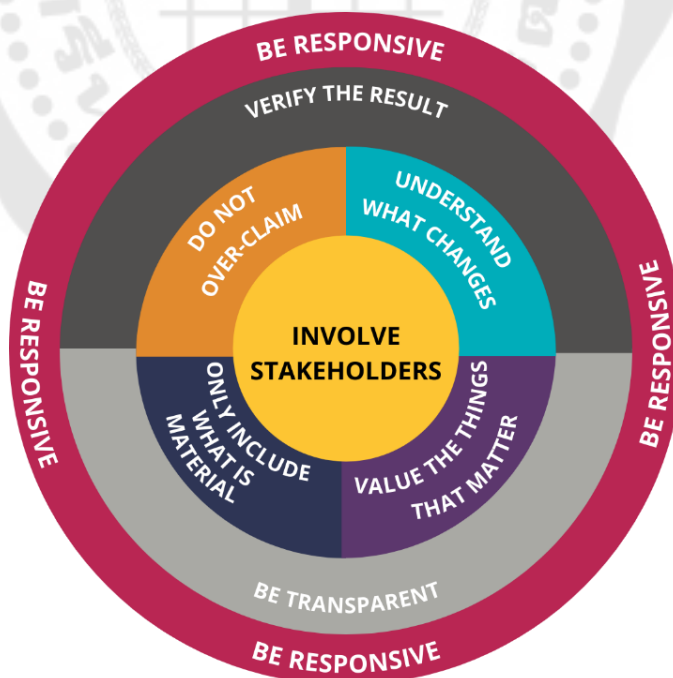 BE RESPONSIVE
VERIFY THE RESULT
DO NOT
OVER-CLAIM
UNDERSTAND
WHAT CHANGES
BE RESPONSIVE
INVOLVE
STAKEHOLDERS
BE RESPONSIVE
ONLY INCLUDE
WHAT IS
MATERIAL
VALUE THE THINGS
THAT MATTER
BE TRANSPARENT
BE RESPONSIVE